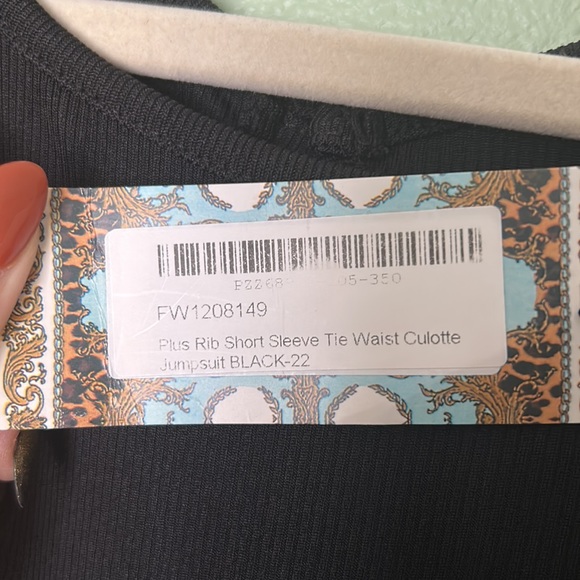 FW1208149
Plus Rib Short Sleeve Tie Waist Culotte
Jumpsuit BLACK-22